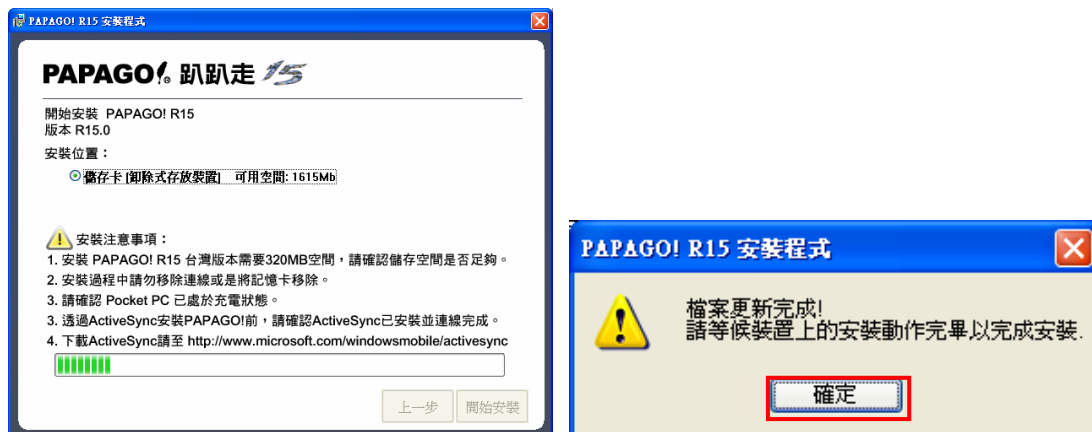 PAPAGO! R15 安裝程式
PAPAGO! 趴趴走 15
開始安裝 PAPAGO! R15
版本 R15.0
安裝位置：
儲存卡 [卸除式存放裝置] 可用空間: 1615Mb
安裝注意事項：
1. 安裝 PAPAGO! R15 台灣版本需要320MB空間，請確認儲存空間是否足夠。
2. 安裝過程中請勿移除連線或是將記憶卡移除。
3. 請確認 Pocket PC 已處於充電狀態。
3. 透過ActiveSync安裝PAPAGO!前，請確認ActiveSync已安裝並連線完成。
4. 下載ActiveSync請至 http://www.microsoft.com/windowsmobile/activesync
上一步 開始安裝
PAPAGO! R15 安裝程式
檔案更新完成!
請等候裝置上的安裝動作完畢,以完成安裝.
確定